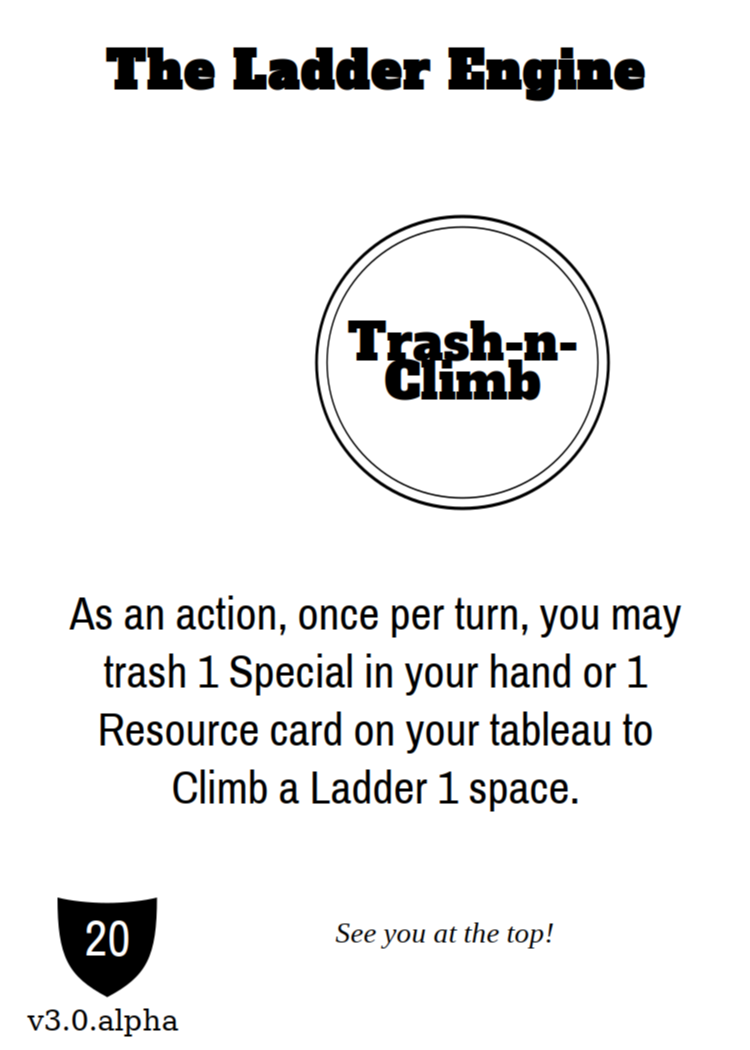 The Ladder Engine
Trash-n-
Climb
As an action, once per turn, you may
trash 1 Special in your hand or 1
Resource card on your tableau to
Climb a Ladder 1 space.
20
See you at the top!
v3.0.alpha